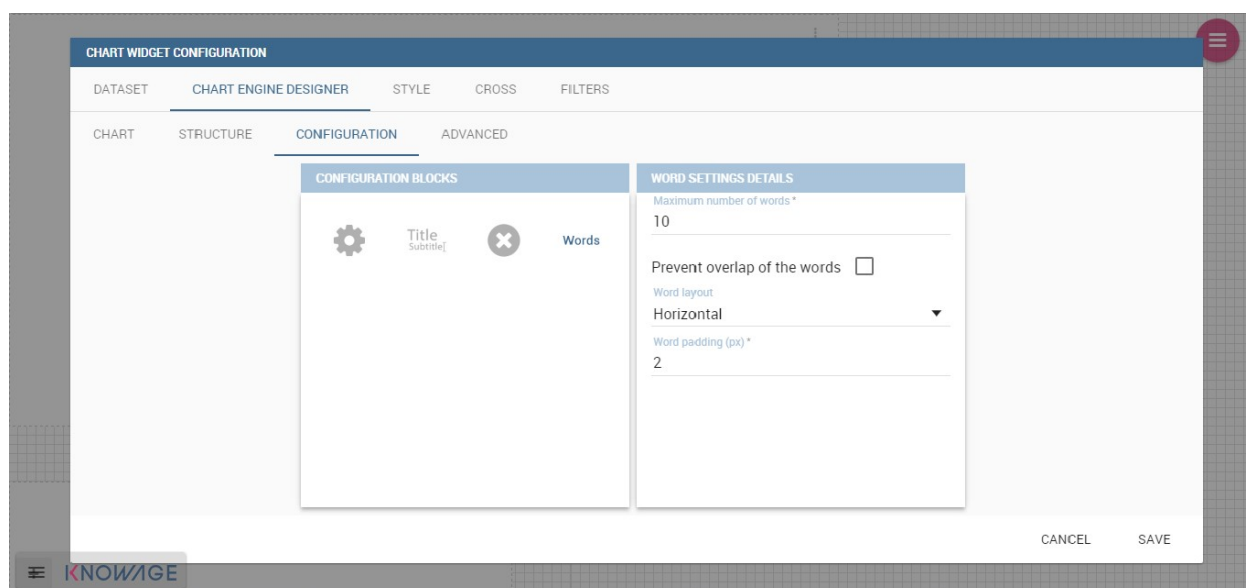 CHART WIDGET CONFIGURATION
DATASET CHART ENGINE DESIGNER STYLE CROSS FILTERS
CHART STRUCTURE CONFIGURATION ADVANCED
CONFIGURATION BLOCKS
Title
Subtitle
Words
WORD SETTINGS DETAILS
Maximum number of words *
10
Prevent overlap of the words
Word layout
Horizontal
Word padding (px) *
2
CANCEL SAVE
KNOWAGE